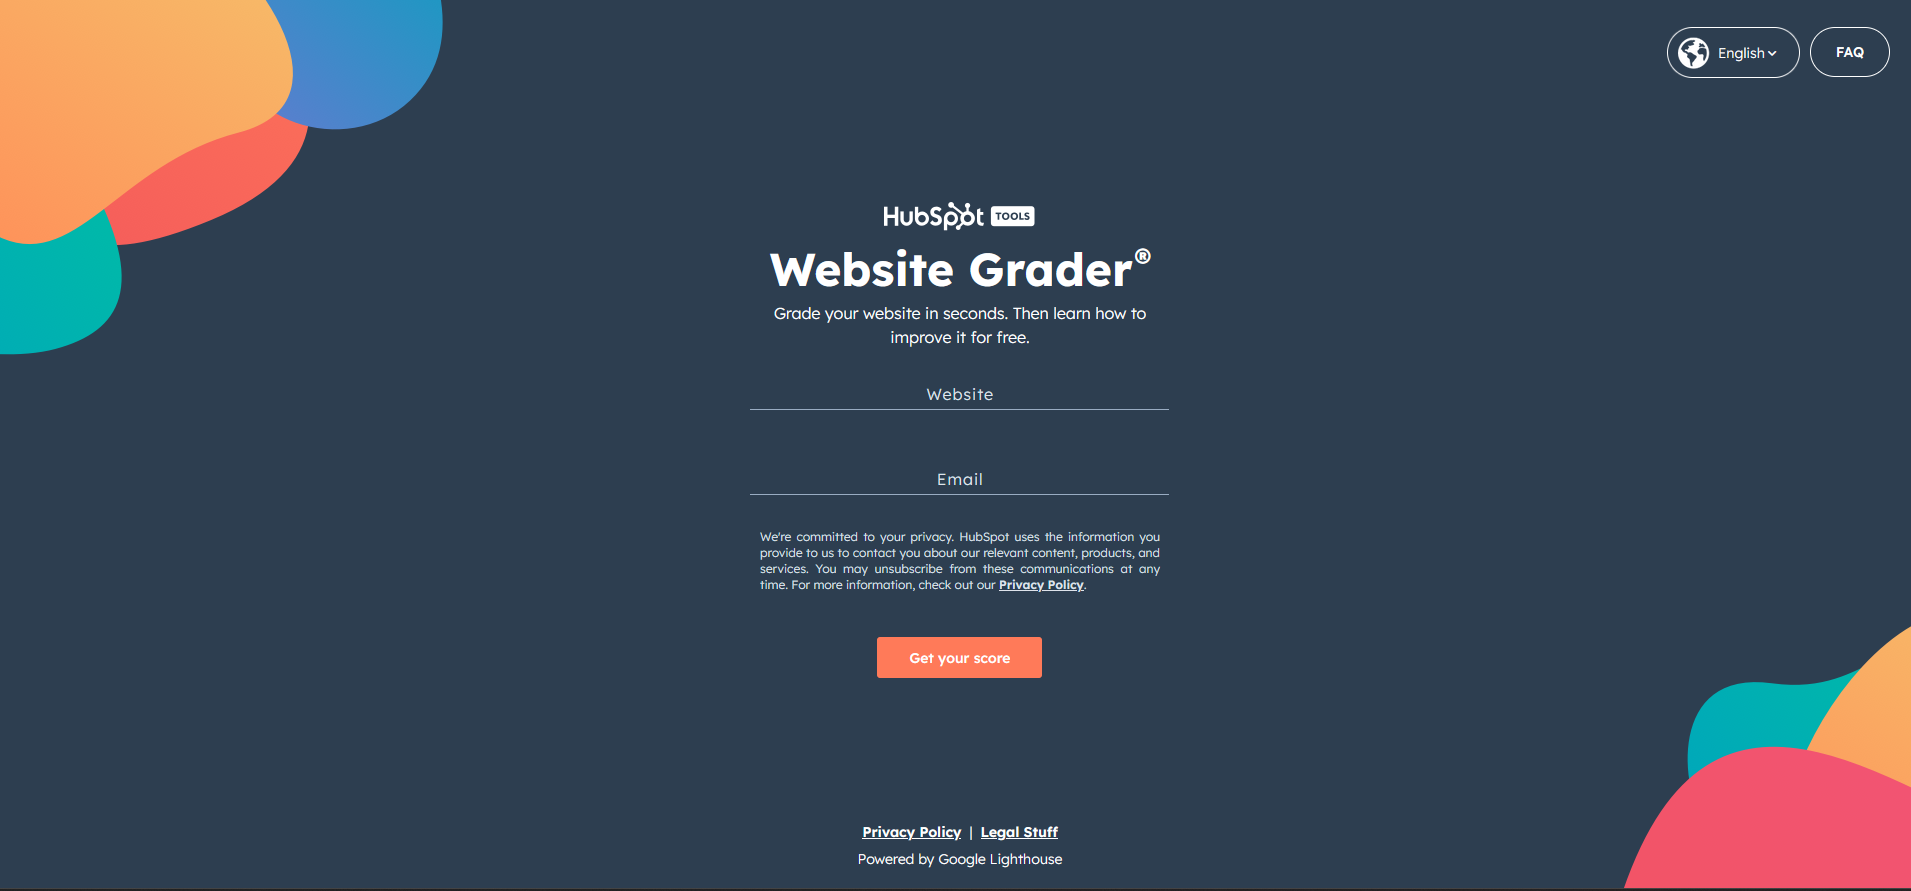 English
FAQ
HubSpot TOOLS
Website Grader®
Grade your website in seconds. Then learn how to
improve it for free.
Website
Email
We're committed to your privacy. HubSpot uses the information you
provide to us to contact you about our relevant content, products, and
services. You may unsubscribe from these communications at any
time. For more information, check out our Privacy Policy.
Get your score
Privacy Policy | Legal Stuff
Powered by Google Lighthouse